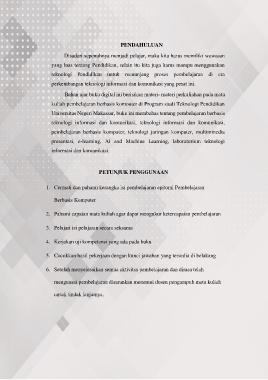 PENDAHULUAN
Disadari sepenuhnya menjadi pelajar, maka kita harus memiliki wawasan
yang luas tentang Pendidikan, selain itu kita juga harus mampu menggunakan
teknologi Pendidikan untuk menunjang proses pembelajaran di era
perkembangan teknologi informasi dan komunikasi yang pesat ini.
Bahan ajar buku digital ini berisikan materi-materi perkuliahan pada mata
kuliah pembelajaran berbasis komputer di Program studi Teknologi Pendidikan
Universitas Negeri Makassar, buku ini membahas tentang pembelajaran berbasis
teknologi informasi dan komunikasi, teknologi informasi dan komunikasi,
pembelajaran berbasis komputer, teknologi jaringan komputer, multimedia
presentasi, e-learning, AI and Machine Learning, laboratorium teknologi
informasi dan komunikasi.
PETUNJUK PENGGUNAAN
1. Cermati dan pahami kerangka isi pembelajaran Pembelajaran
Berbasis Komputer
2. Pahami capaian mata kuliah agar dapat mengukur ketercapaian pembelajaran
3. Pelajari isi pelajaran secara seksama
4. Kerjakan uji kompetensi yang ada pada buku
5. Cocokkan hasil pekerjaan dengan kunci jawaban yang tersedia di belakang
6. Setelah menyelesaikan semua aktivitas pembelajaran dan dirasa telah
menguasai pembelajaran disarankan menemui dosen pengampuh mata kuliah
untuk tindak lanjutnya.